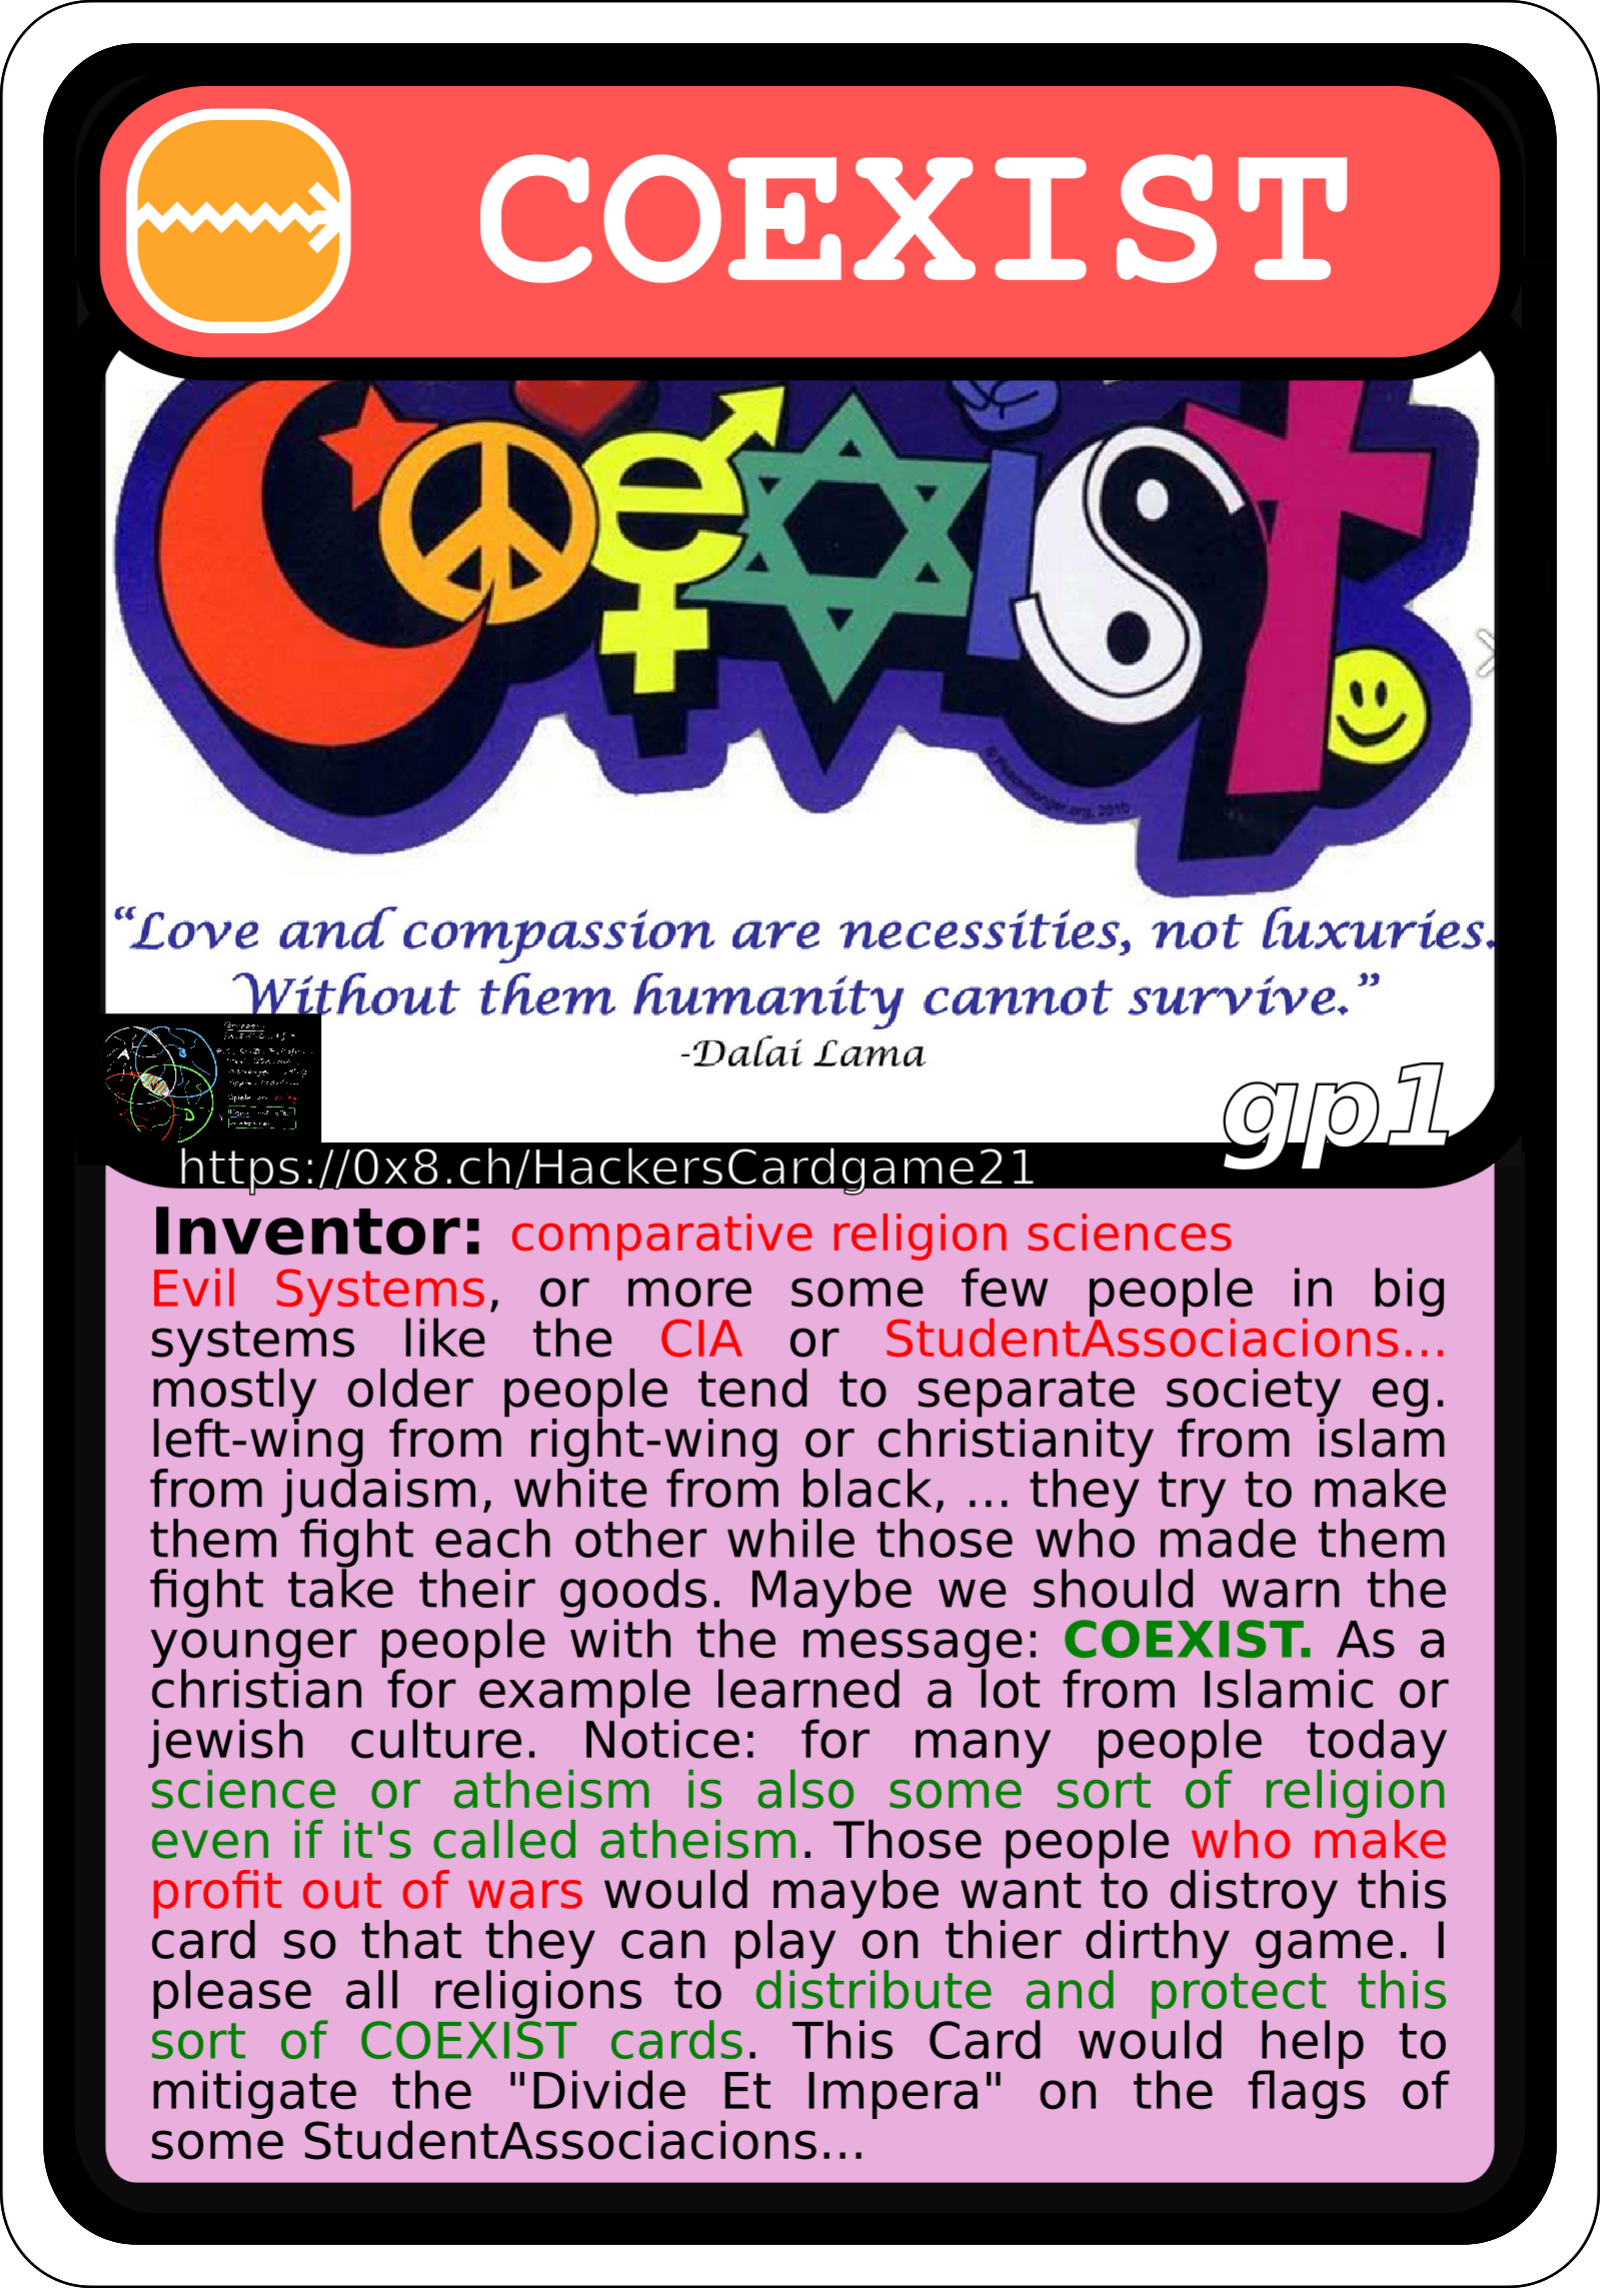 COEXIST
Coexist
© Peacemonger.org, 2010
“Love and compassion are necessities, not luxuries.
Without them humanity cannot survive.”
-Dalai Lama
A
B
D
gp1
https://0x8.ch/HackersCardgame21
Inventor: comparative religion sciences
Evil Systems, or more some few people in big
systems like the CIA or StudentAssociacions...
mostly older people tend to separate society eg.
left-wing from right-wing or christianity from islam
from judaism, white from black, ... they try to make
them fight each other while those who made them
fight take their goods. Maybe we should warn the
younger people with the message: COEXIST. As a
christian for example learned a lot from Islamic or
jewish culture. Notice: for many people today
science or atheism is also some sort of religion
even if it's called atheism. Those people who make
profit out of wars would maybe want to distroy this
card so that they can play on thier dirthy game. I
please all religions to distribute and protect this
sort of COEXIST cards. This Card would help to
mitigate the "Divide Et Impera" on the flags of
some StudentAssociacions...